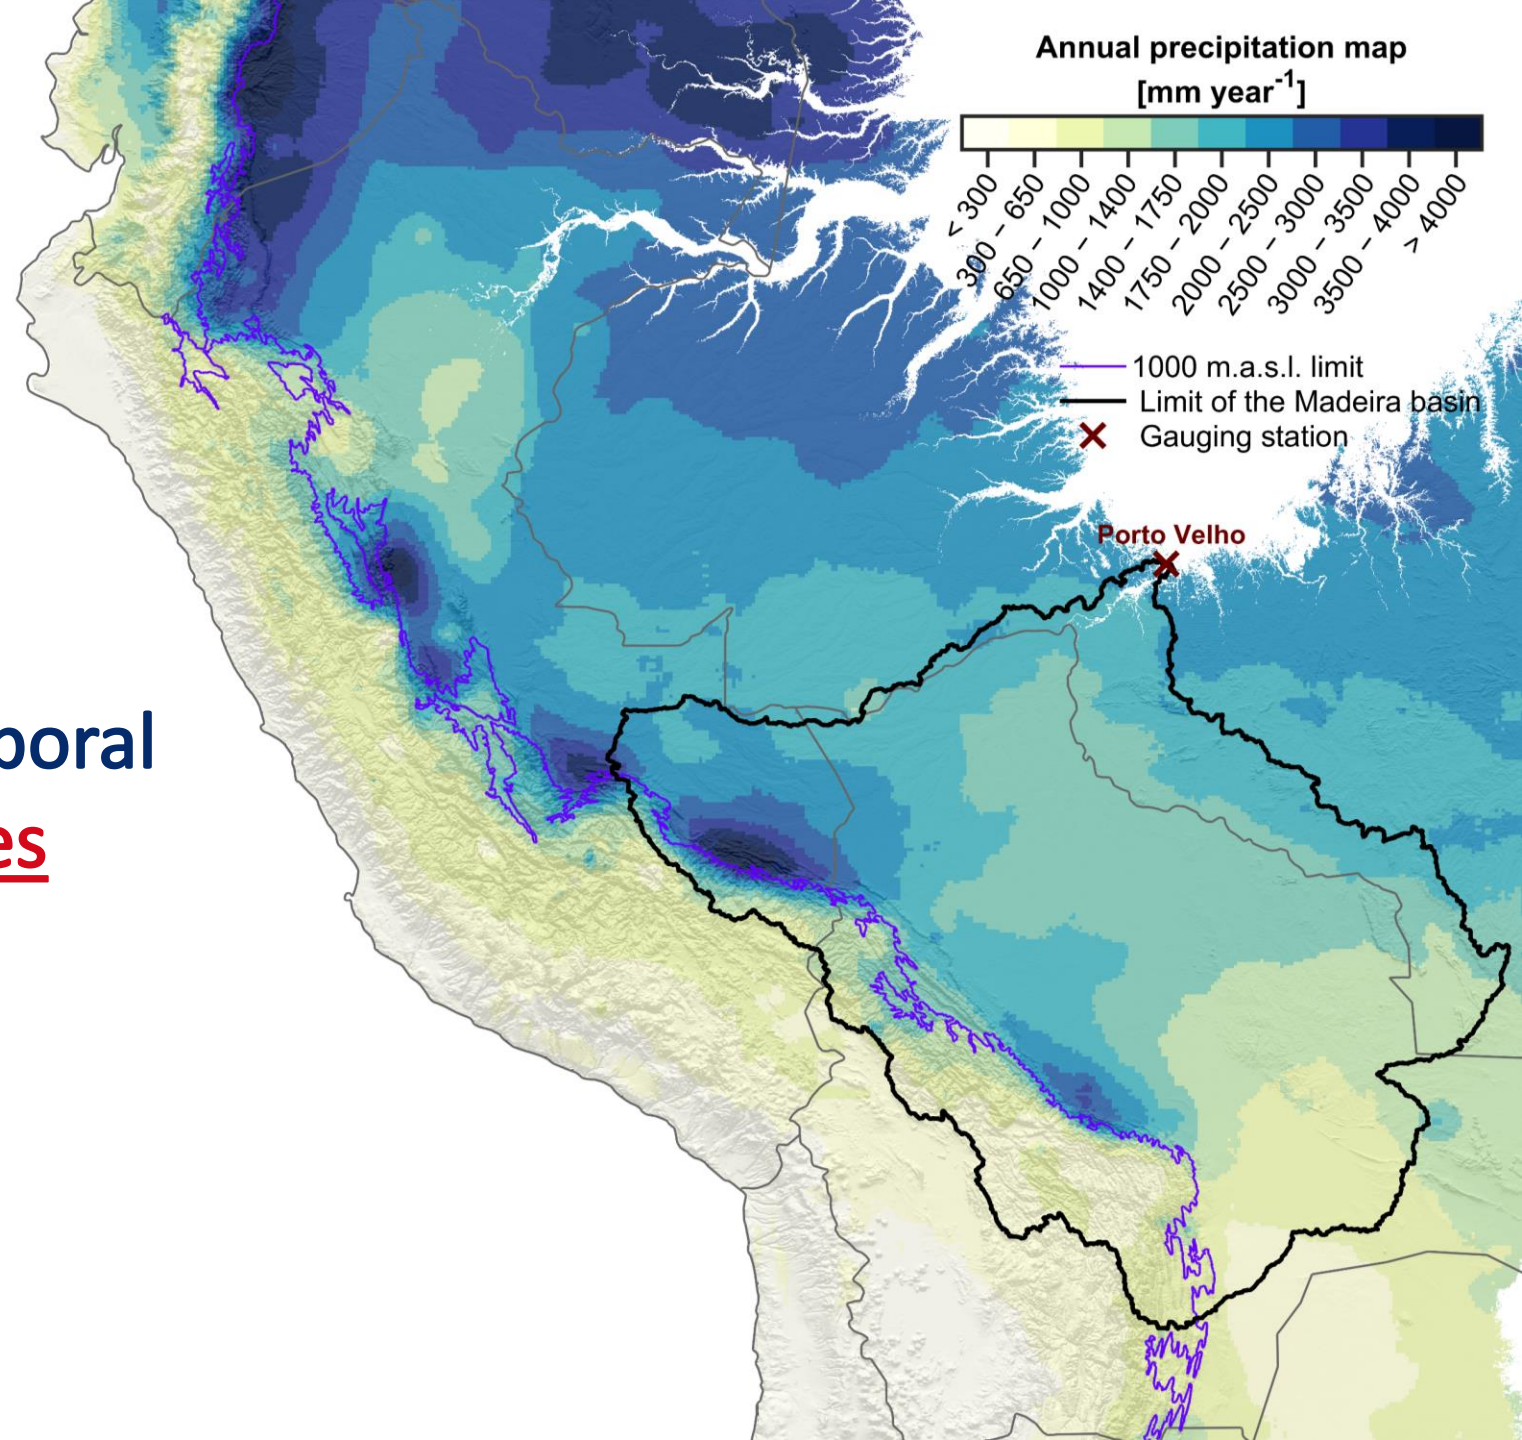 Annual precipitation map
[mm year-1]
< 300
300 – 650
650 – 1000
1000 – 1400
1400 – 1750
1750 – 2000
2000 – 2500
2500 – 3000
3000 – 3500
3500 – 4000
> 4000
1000 m.a.s.l. limit
Limit of the Madeira basin
Gauging station
Porto Velho
poral
es